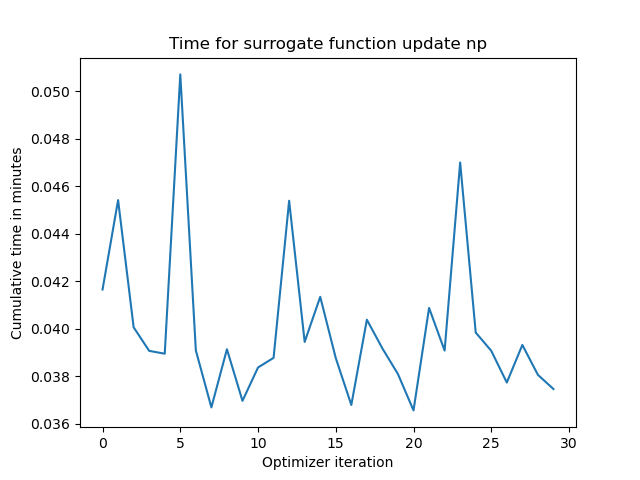 Time for surrogate function update np
Cumulative time in minutes
0.050
0.048
0.046
0.044
0.042
0.040
0.038
0.036
0 5 10 15 20 25 30
Optimizer iteration